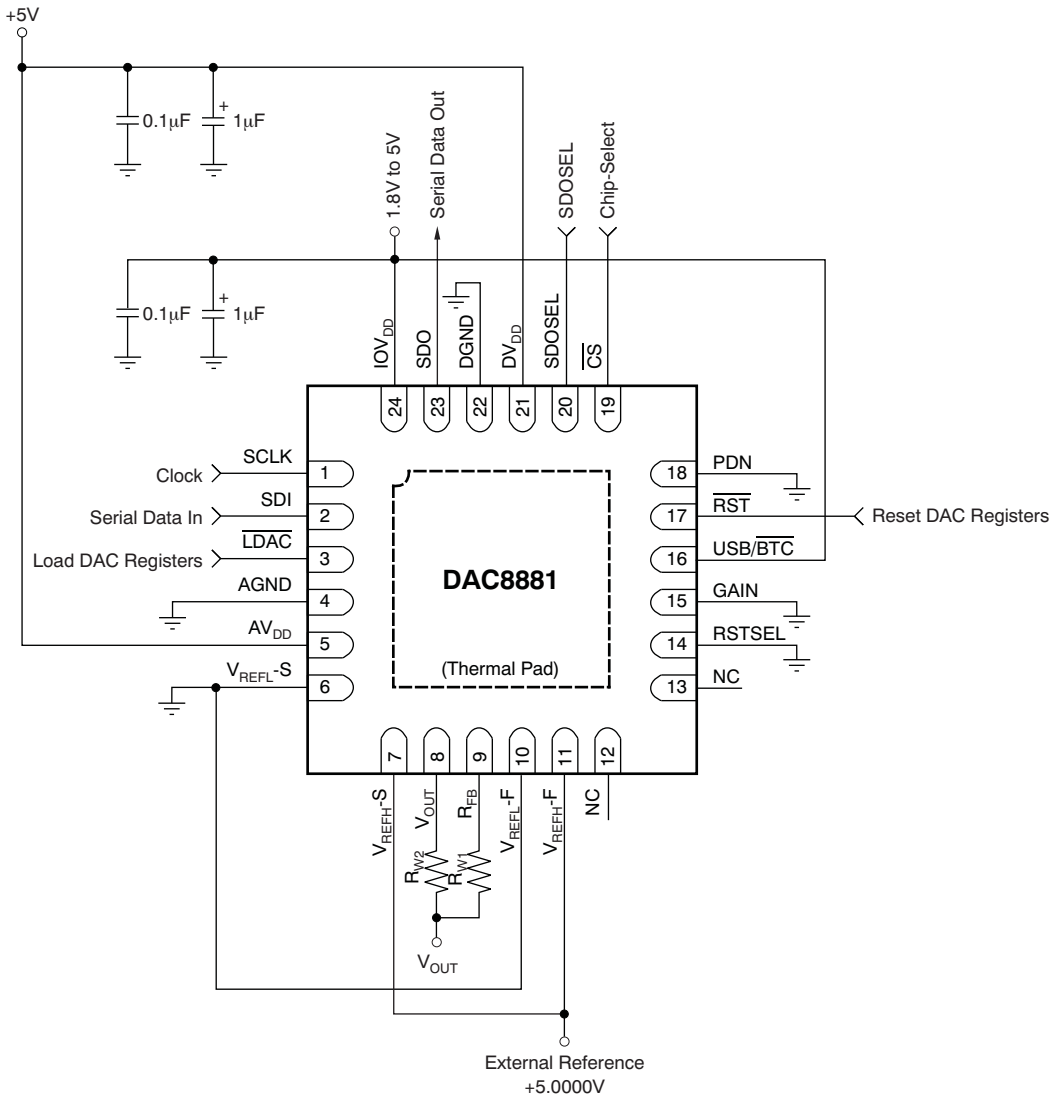 +5V
0.1μF
+
1μF
1.8V to 5V
Serial Data Out
SDOSEL
Chip-Select
0.1μF
+
1μF
IOVDD
SDO
DGND
DVDD
SDOSEL
CS
24
23
22
21
20
19
Clock
SCLK
1
18
PDN
Serial Data In
SDI
2
17
RST
Reset DAC Registers
Load DAC Registers
LDAC
3
16
USB/BTC
AGND
4
DAC8881
15
GAIN
AVDD
5
14
RSTSEL
VREFL-S
6
(Thermal Pad)
13
NC
7
8
9
10
11
12
VREFH-S
VOUT
RFB
VREFL-F
VREFH-F
NC
RW2
RW1
VOUT
External Reference
+5.0000V